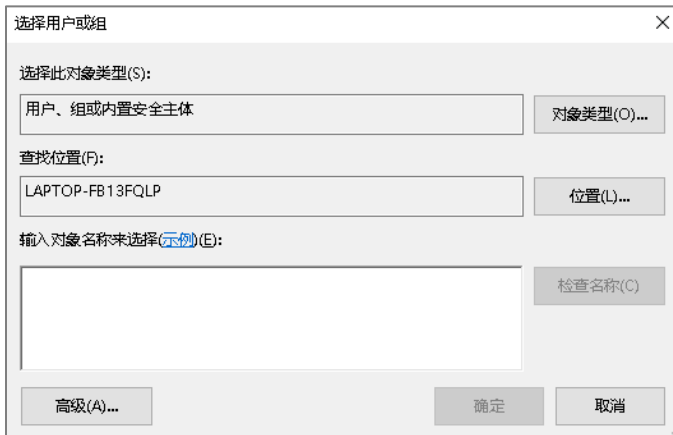 选择用户或组
选择此对象类型(S):
用户、组或内置安全主体
对象类型(O)...
查找位置(F):
LAPTOP-FB13FQLP
位置(L)...
输入对象名称来选择(示例)(E):
检查名称(C)
高级(A)...
确定
取消